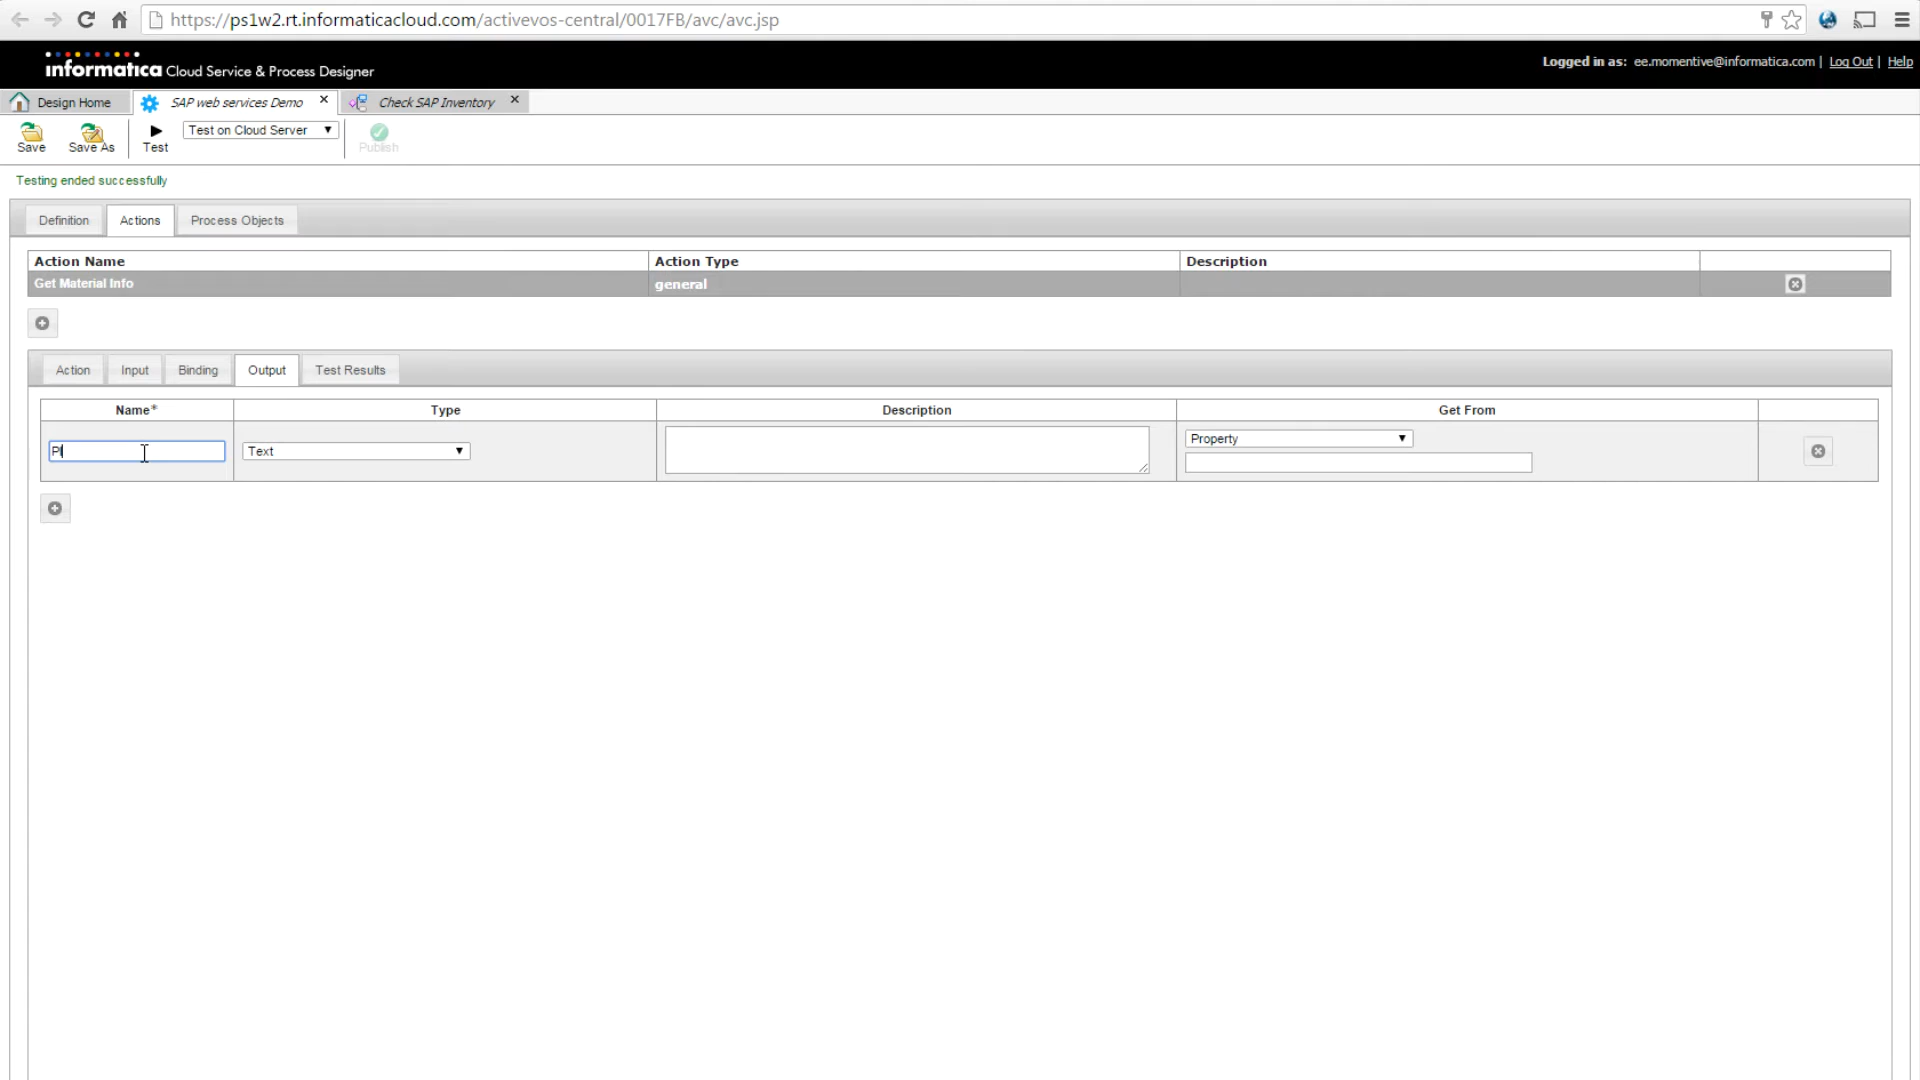 https://ps1w2.rt.informaticacloud.com/activevos-central/0017FB/avc/avc.jsp
informatica Cloud Service & Process Designer
Logged in as: ee.momentive@informatica.com | Log Out | Help
Design Home
SAP web services Demo
Check SAP Inventory
Save
Save As
Test
Test on Cloud Server
Publish
Testing ended successfully
Definition
Actions
Process Objects
Action Name
Action Type
Description
Get Material Info
general
Action
Input
Binding
Output
Test Results
Name*
Type
Description
Get From
Pl
Text
Property